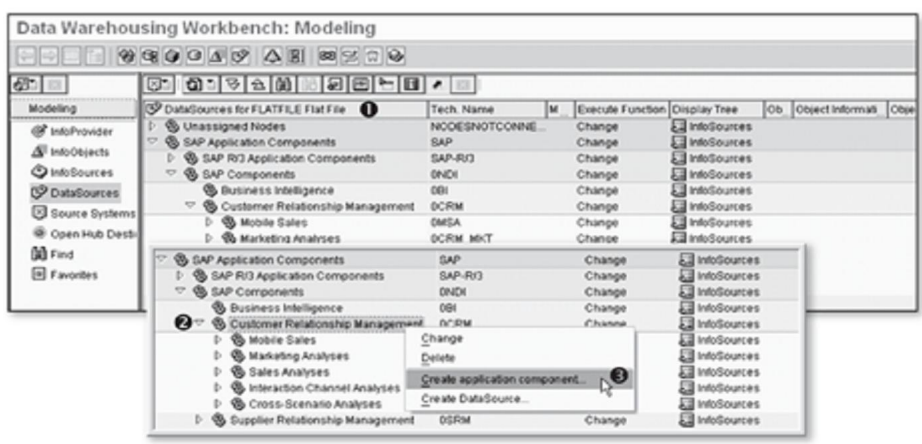 Data Warehousing Workbench: Modeling
Modeling
InfoProvider
InfoObjects
InfoSources
DataSources
Source Systems
Open Hub Desti
Find
Favorites
DataSources for FLATFILE Flat File 1 Tech. Name M... Execute Function Display Tree Ob.. Object Informati Obje
Unassigned Nodes NODESNOTCONNE... Change InfoSources
SAP Application Components SAP Change InfoSources
SAP R/3 Application Components SAP-R/3 Change InfoSources
SAP Components 0NDI Change InfoSources
Business Intelligence 0BI Change InfoSources
Customer Relationship Management 0CRM Change InfoSources
Mobile Sales 0MSA Change InfoSources
Marketing Analyses 0CRM_MKT Change InfoSources
SAP Application Components SAP Change InfoSources
SAP R/3 Application Components SAP-R/3 Change InfoSources
SAP Components 0NDI Change InfoSources
Business Intelligence 0BI Change InfoSources
2 Customer Relationship Management 0CRM Change InfoSources
Mobile Sales InfoSources
Marketing Analyses InfoSources
Sales Analyses InfoSources
Interaction Channel Analyses InfoSources
Cross-Scenario Analyses InfoSources
Supplier Relationship Management 0SRM Change InfoSources
Change
Delete
Create application component... 3
Create DataSource...